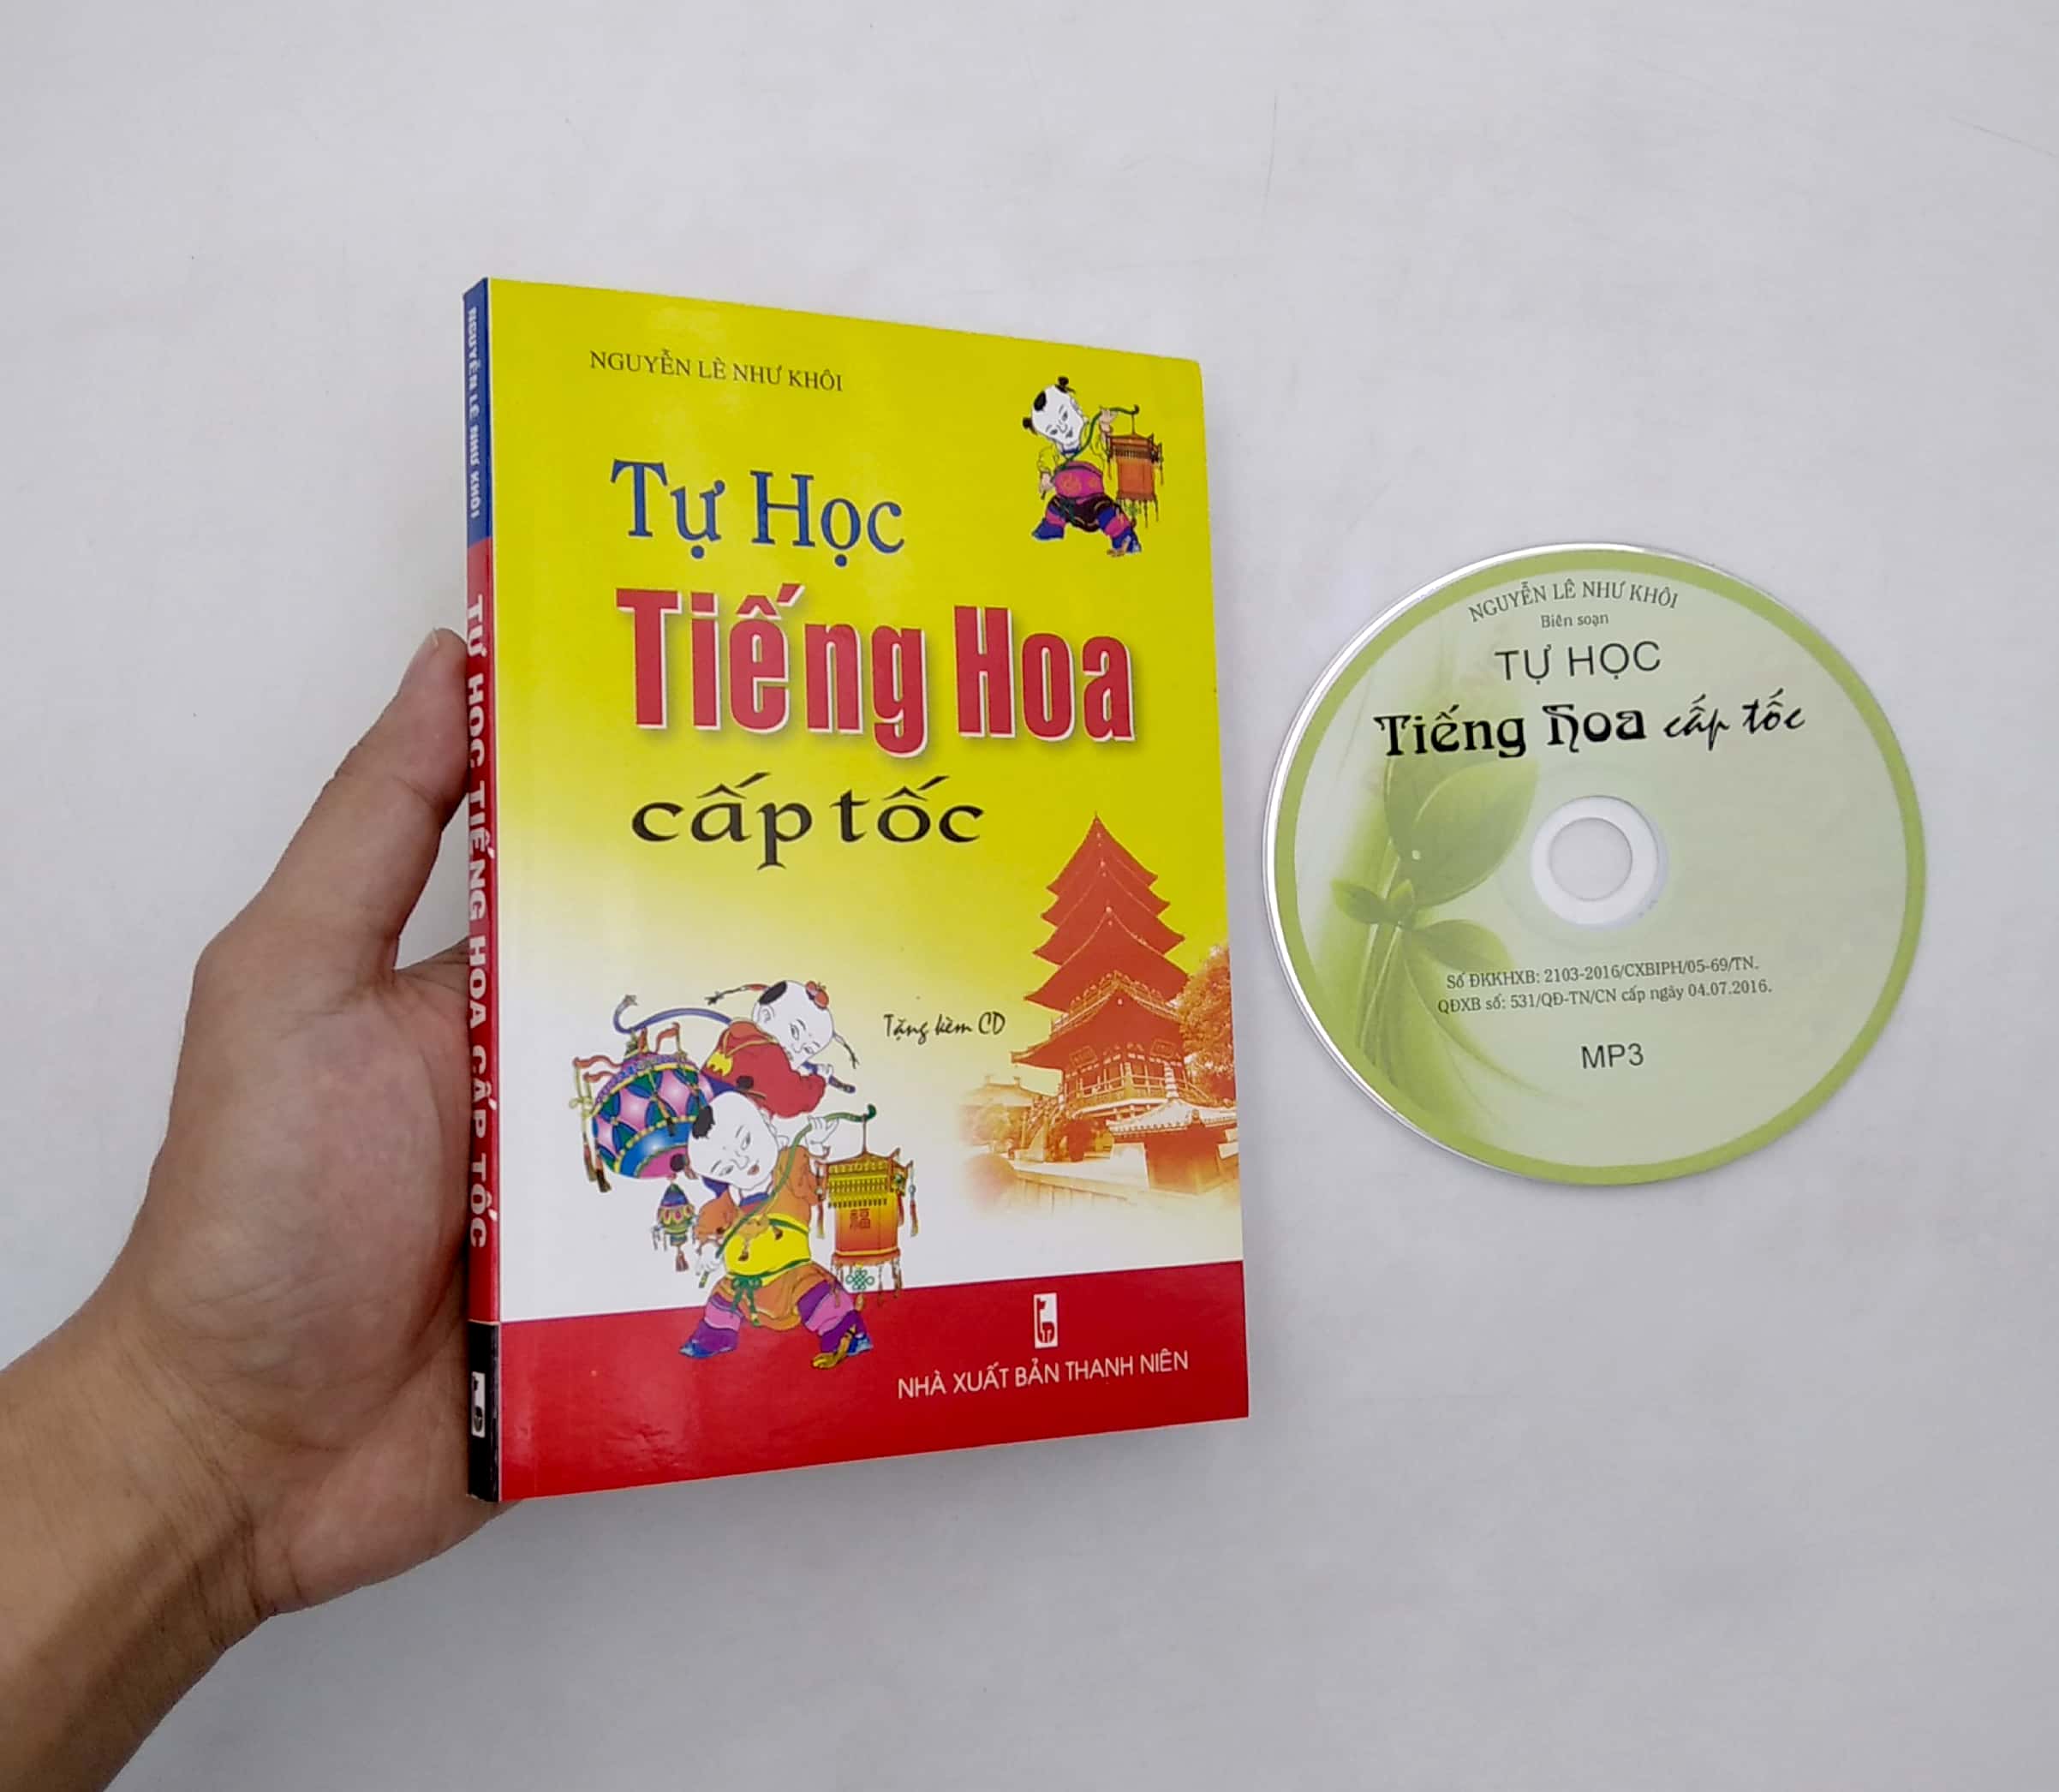 NGUYỄN LÊ NHƯ KHÔI
TỰ HỌC TIẾNG HOA CẤP TỐC
NGUYỄN LÊ NHƯ KHÔI
Tự Học
Tiếng Hoa
cấp tốc
Tặng kèm CD
福
NHÀ XUẤT BẢN THANH NIÊN
NGUYỄN LÊ NHƯ KHÔI
Biên soạn
TỰ HỌC
Tiếng Hoa cấp tốc
Số ĐKKHXB: 2103-2016/CXBIPH/05-69/TN.
QĐXB số: 531/QĐ-TN/CN cấp ngày 04.07.2016.
MP3